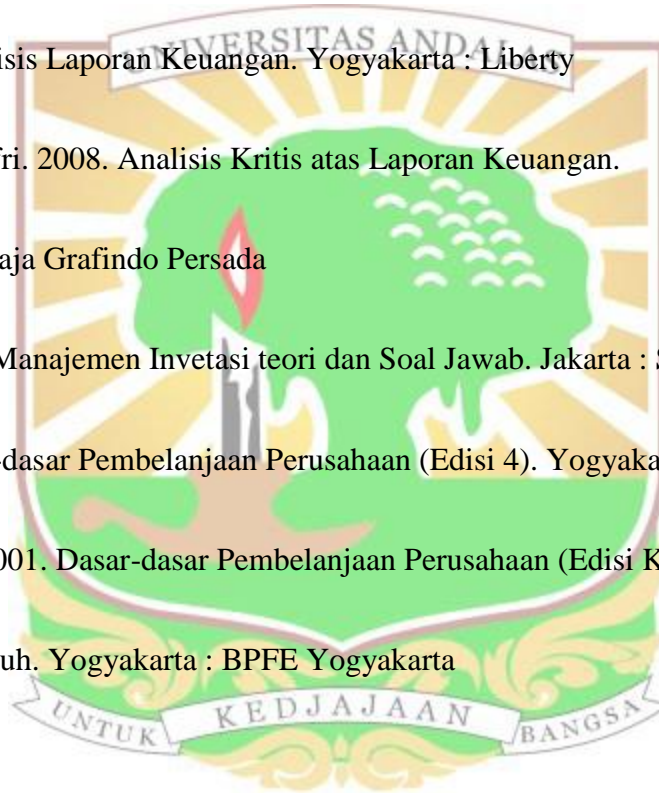 UNIVERSITAS ANDALAS
isis Laporan Keuangan. Yogyakarta : Liberty
fri. 2008. Analisis Kritis atas Laporan Keuangan.
aja Grafindo Persada
Manajemen Invetasi teori dan Soal Jawab. Jakarta : S
-dasar Pembelanjaan Perusahaan (Edisi 4). Yogyaka
001. Dasar-dasar Pembelanjaan Perusahaan (Edisi K
uh. Yogyakarta : BPFE Yogyakarta
UNTUK KEDJAJAAN BANGSA